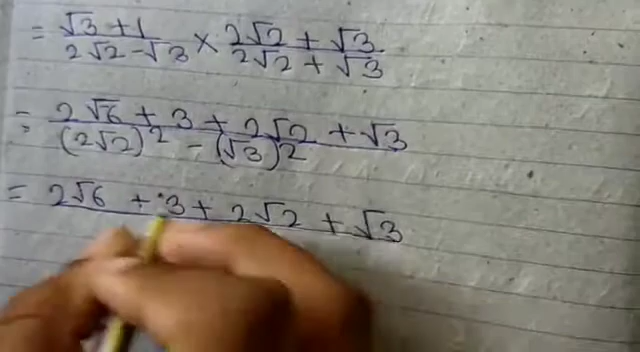 = √3 + 1 / 2√2 - √3 × 2√2 + √3 / 2√2 + √3
= 2√6 + 3 + 2√2 + √3 / (2√2)² - (√3)²
= 2√6 + 3 + 2√2 + √3